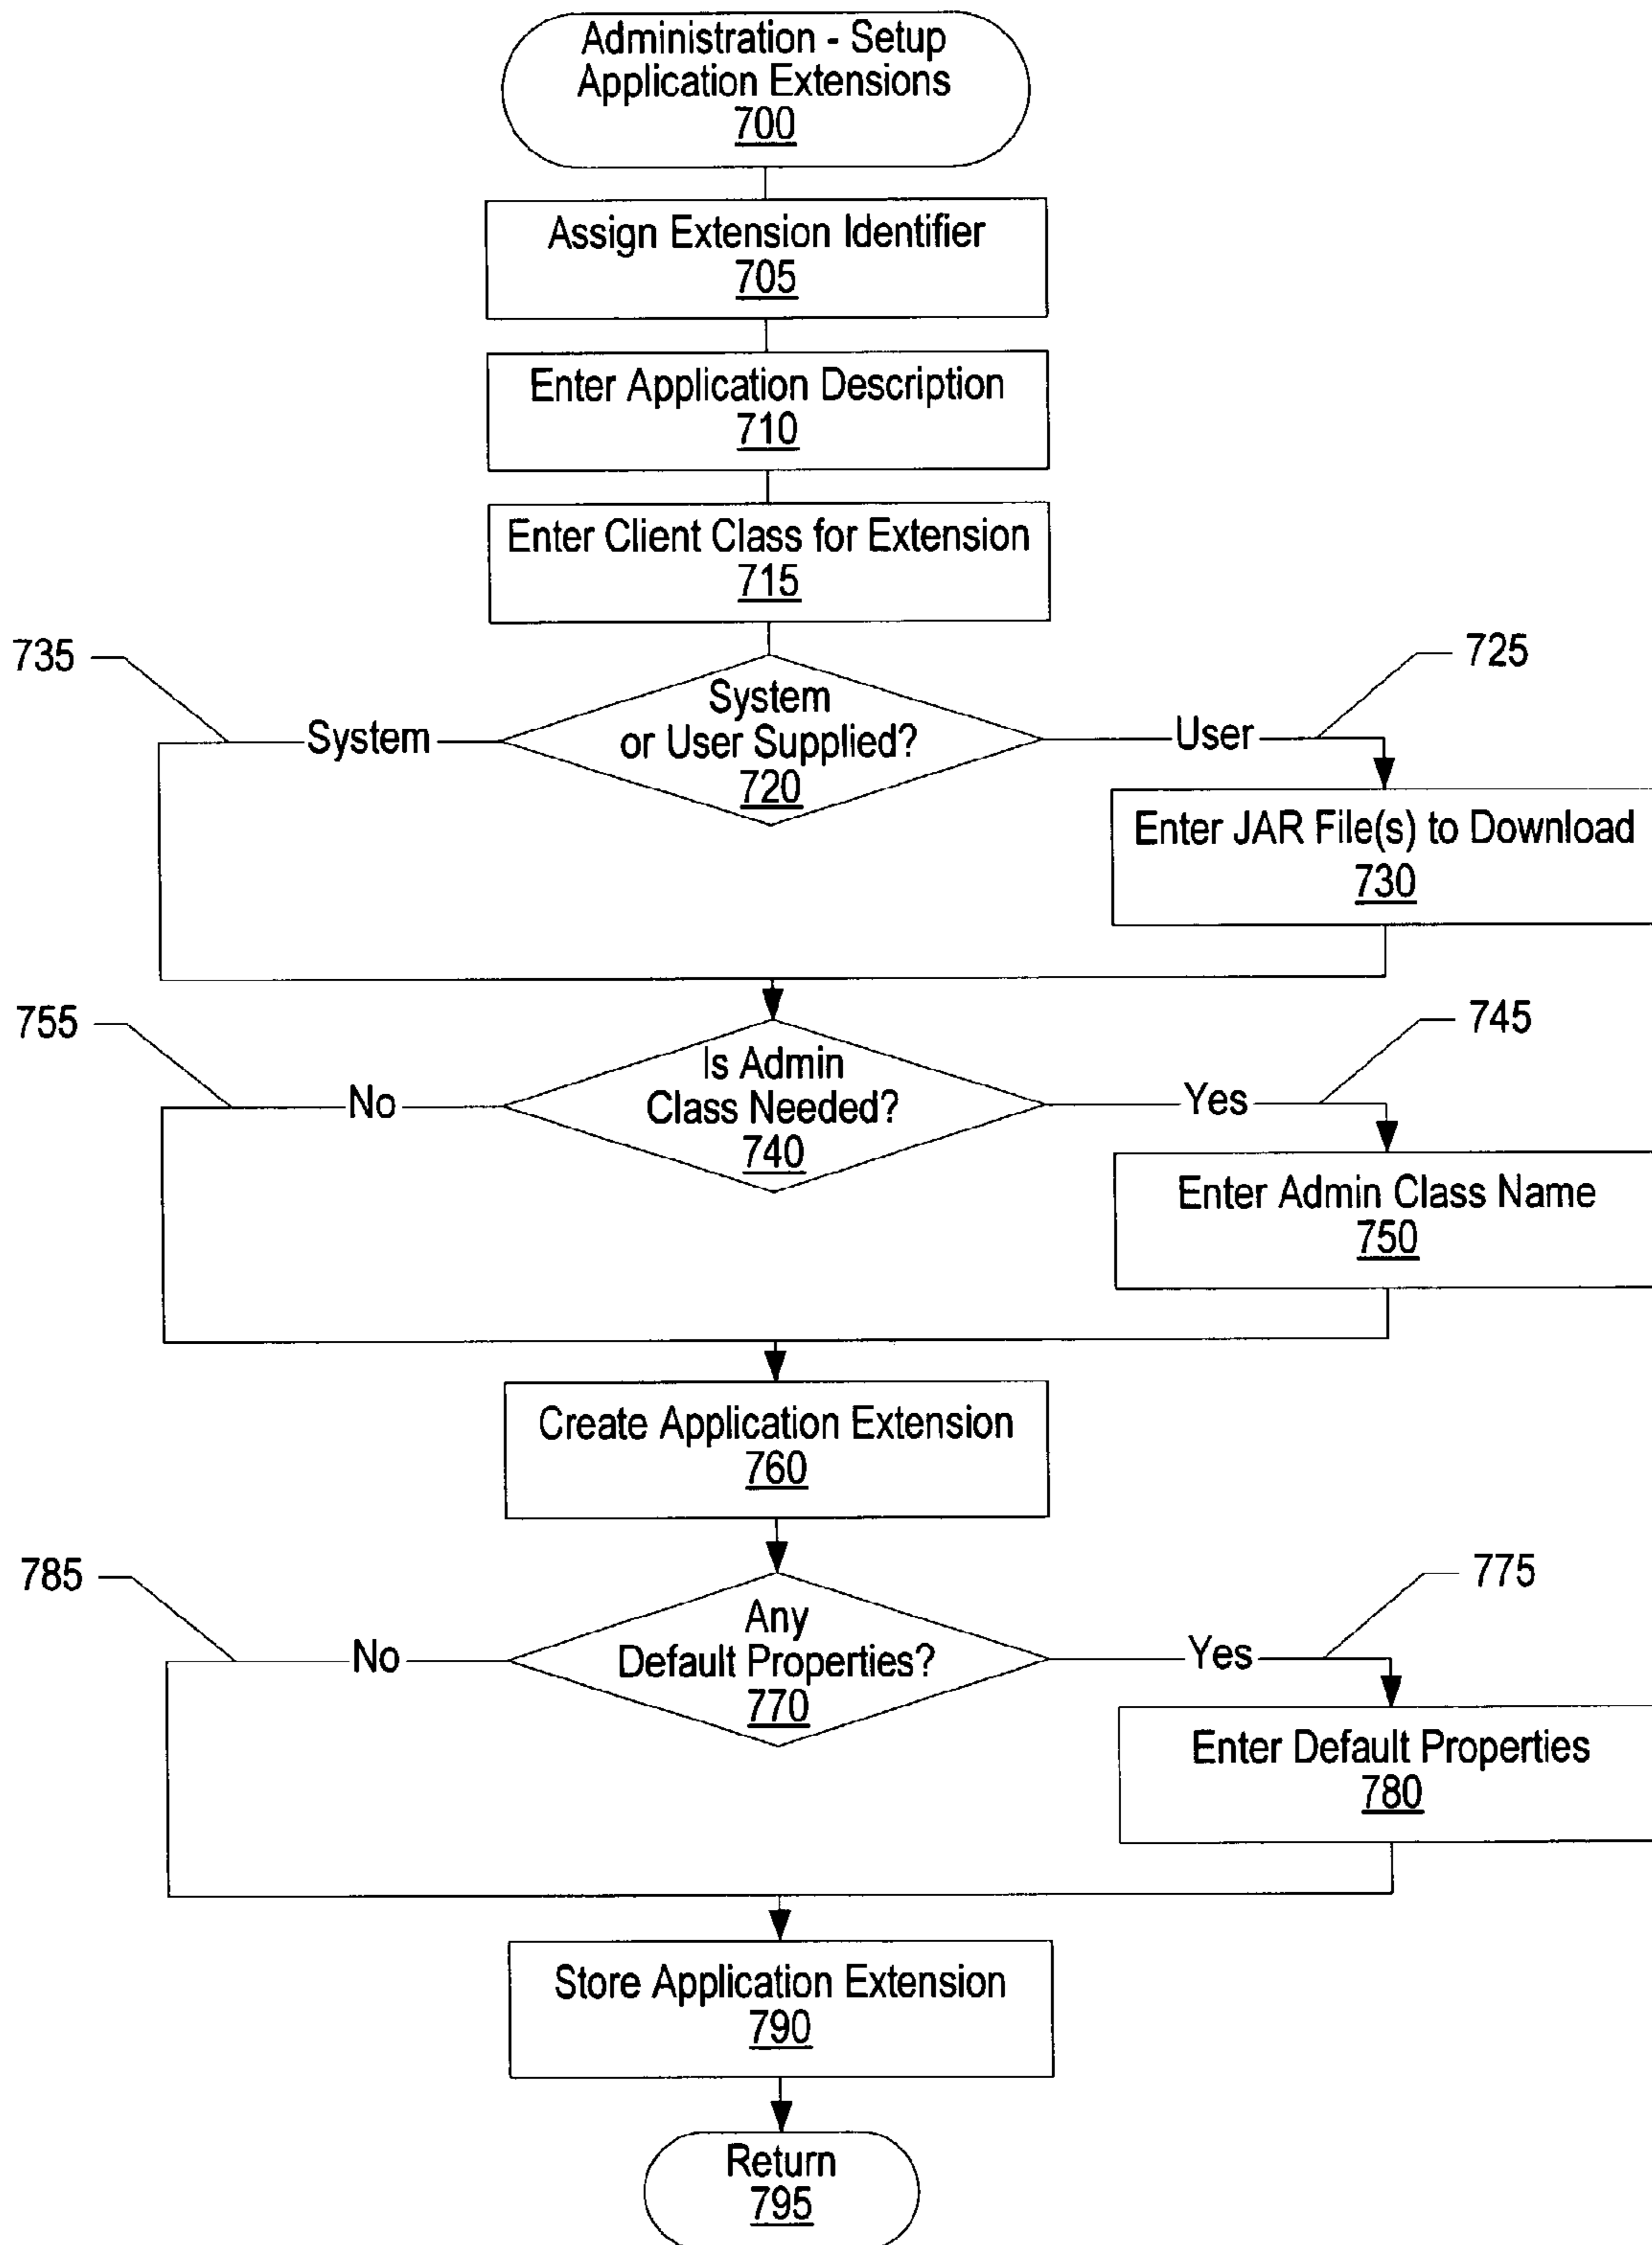 Administration - Setup
Application Extensions
700
Assign Extension Identifier
705
Enter Application Description
710
Enter Client Class for Extension
715
735
725
System
System
or User Supplied?
720
User
Enter JAR File(s) to Download
730
755
745
No
Is Admin
Class Needed?
740
Yes
Enter Admin Class Name
750
Create Application Extension
760
785
775
No
Any
Default Properties?
770
Yes
Enter Default Properties
780
Store Application Extension
790
Return
795